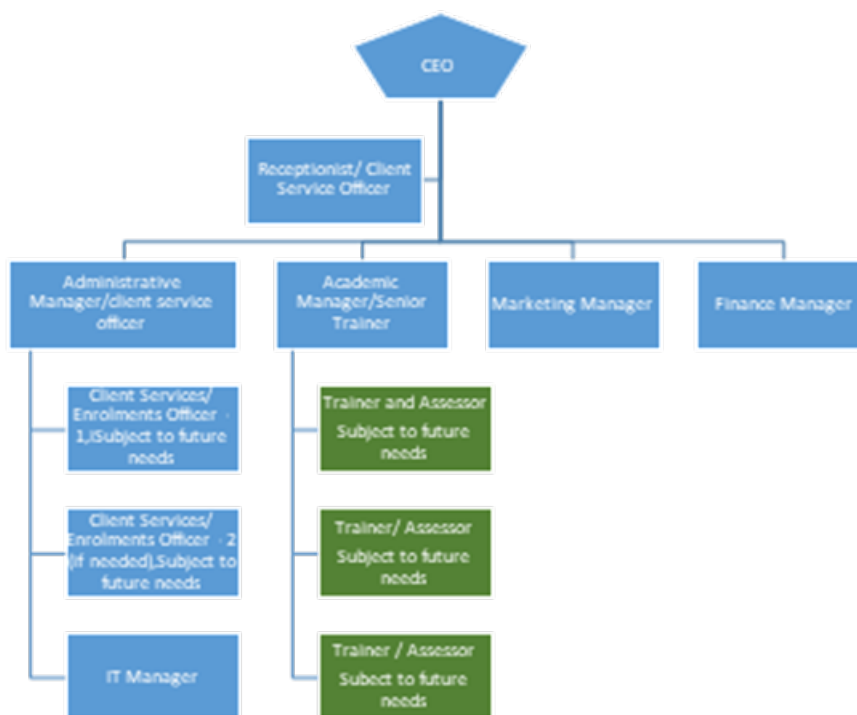 CEO
Receptionist/ Client
Service Officer
Administrative
Manager/client service
officer
Academic
Manager/Senior
Trainer
Marketing Manager
Finance Manager
Client Services/
Enrolments Officer - 
1,iSubject to future
needs
Trainer and Assessor
Subject to future
needs
Client Services/
Enrolments Officer - 2
(if needed),Subject to
future needs
Trainer/ Assessor
Subject to future
needs
IT Manager
Trainer / Assessor
Subect to future
needs